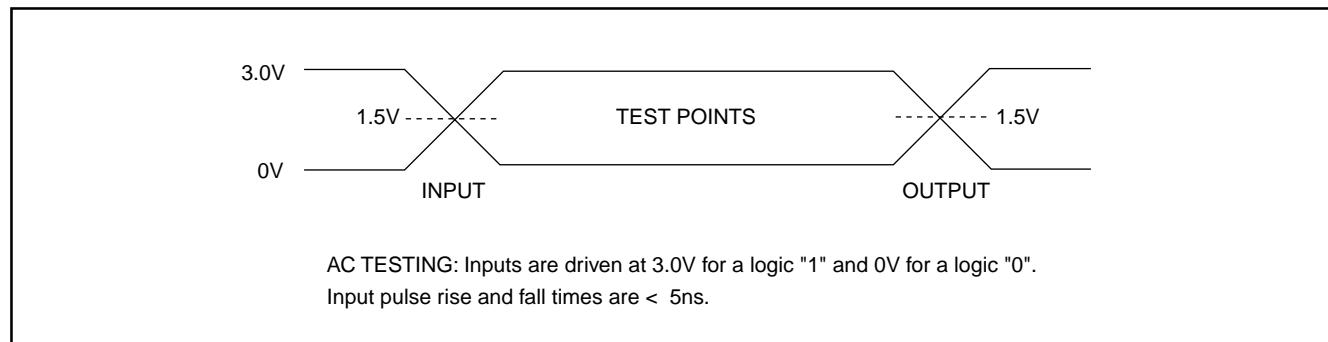 3.0V
1.5V
TEST POINTS
1.5V
0V
INPUT
OUTPUT
AC TESTING: Inputs are driven at 3.0V for a logic "1" and 0V for a logic "0".
Input pulse rise and fall times are < 5ns.